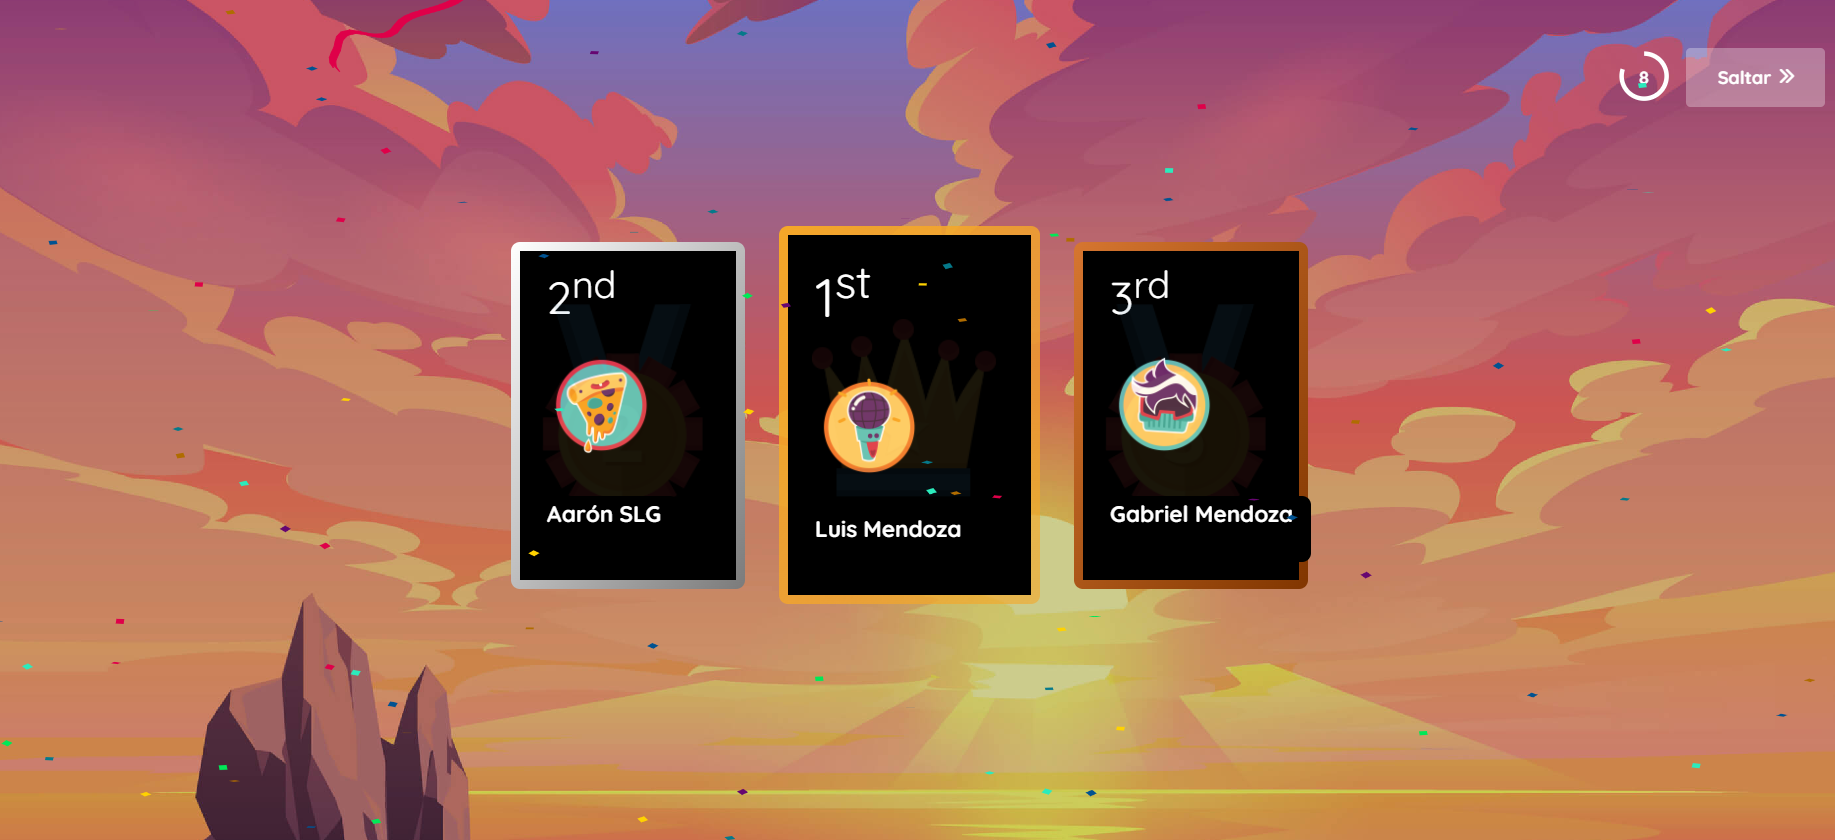 8
Saltar
2nd
Aarón SLG
1st
Luis Mendoza
3rd
Gabriel Mendoza